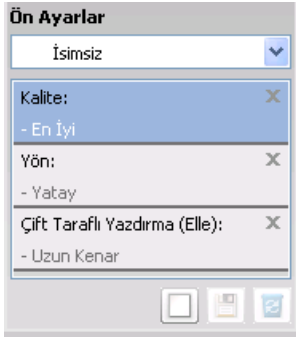 Ön Ayarlar
İsimsiz
Kalite:
- En İyi
Yön:
- Yatay
Çift Taraflı Yazdırma (Elle):
- Uzun Kenar